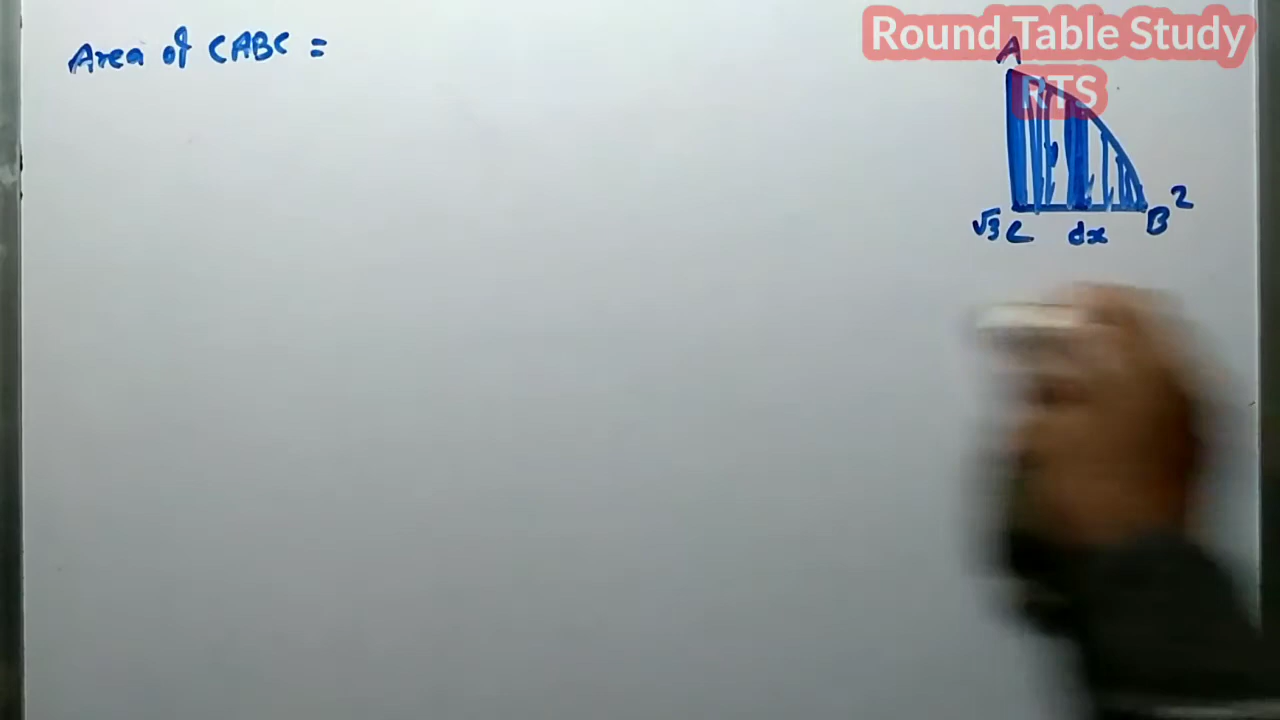 Area of CABC =
Round Table Study
RTS
A
√3 C dx B 2